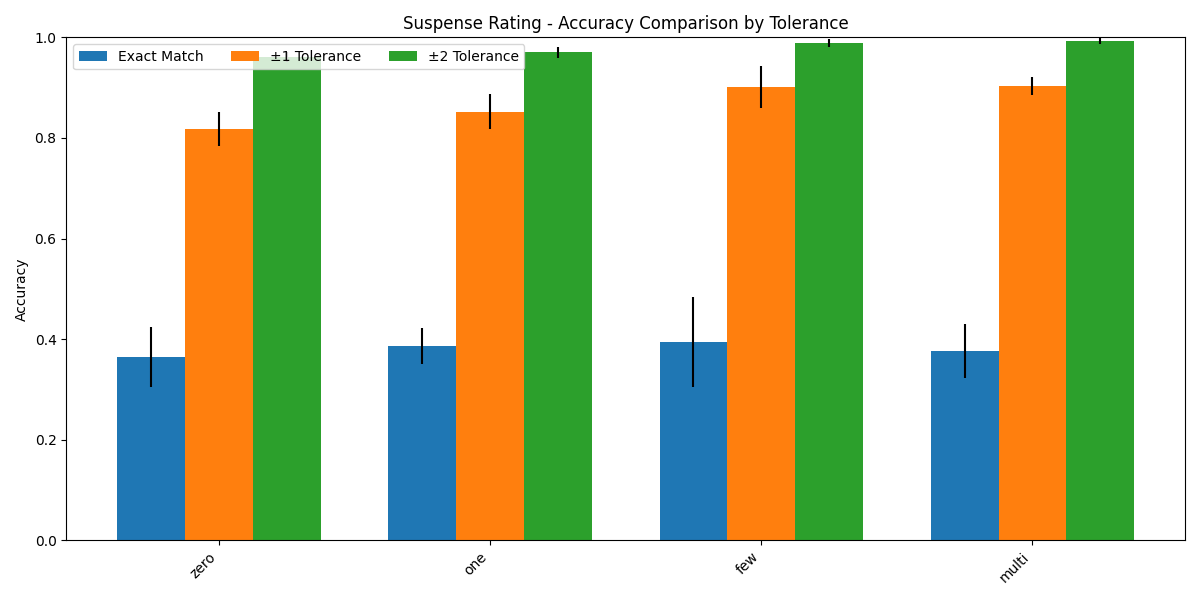 Suspense Rating - Accuracy Comparison by Tolerance
Exact Match
±1 Tolerance
±2 Tolerance
Accuracy
1.0
0.8
0.6
0.4
0.2
0.0
zero
one
few
multi